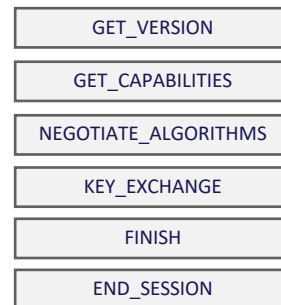 GET_VERSION
GET_CAPABILITIES
NEGOTIATE_ALGORITHMS
KEY_EXCHANGE
FINISH
END_SESSION